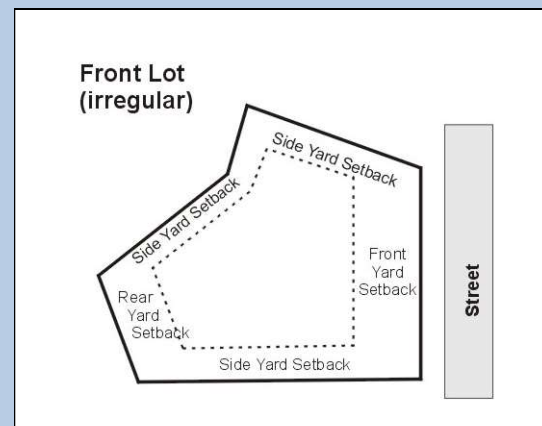 Front Lot
(irregular)
Side Yard Setback
Side Yard Setback
Front
Yard
Setback
Street
Rear
Yard
Setback
Side Yard Setback